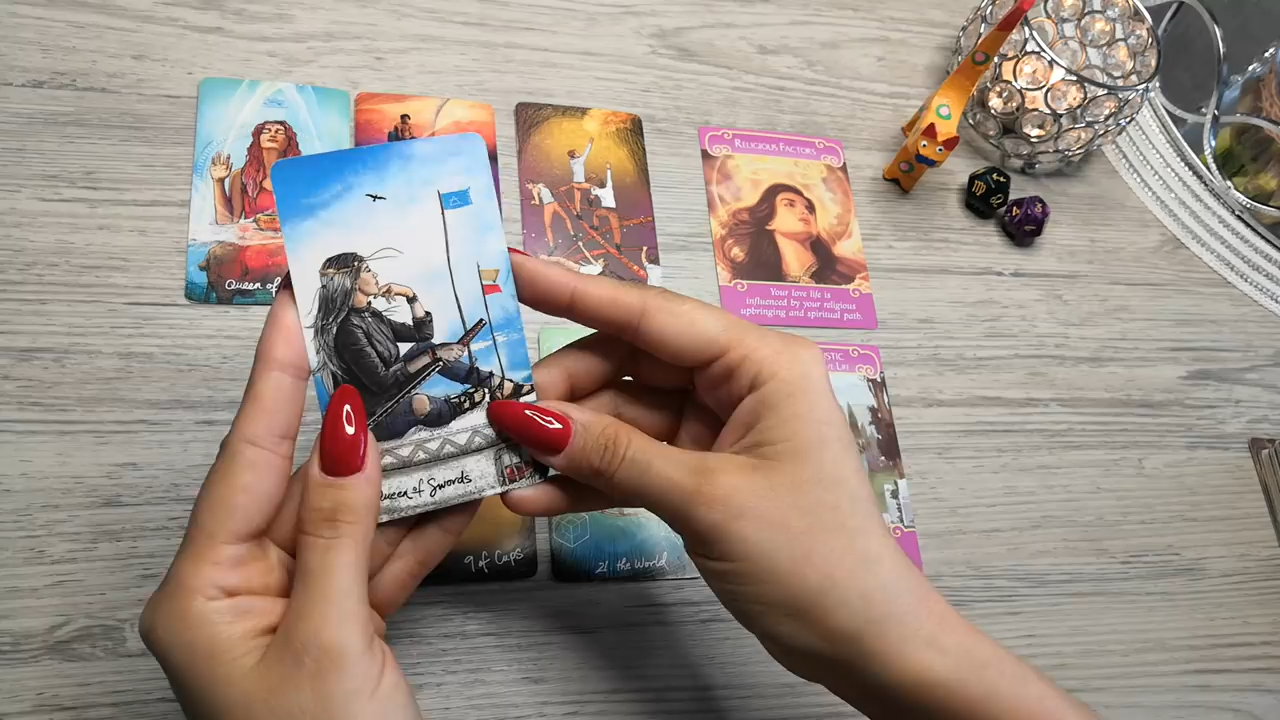 Queen of
RELIGIOUS FACTORS
Your love life is
influenced by your religious
upbringing and spiritual path.
Queen of Swords
9 of Cups
21. the World